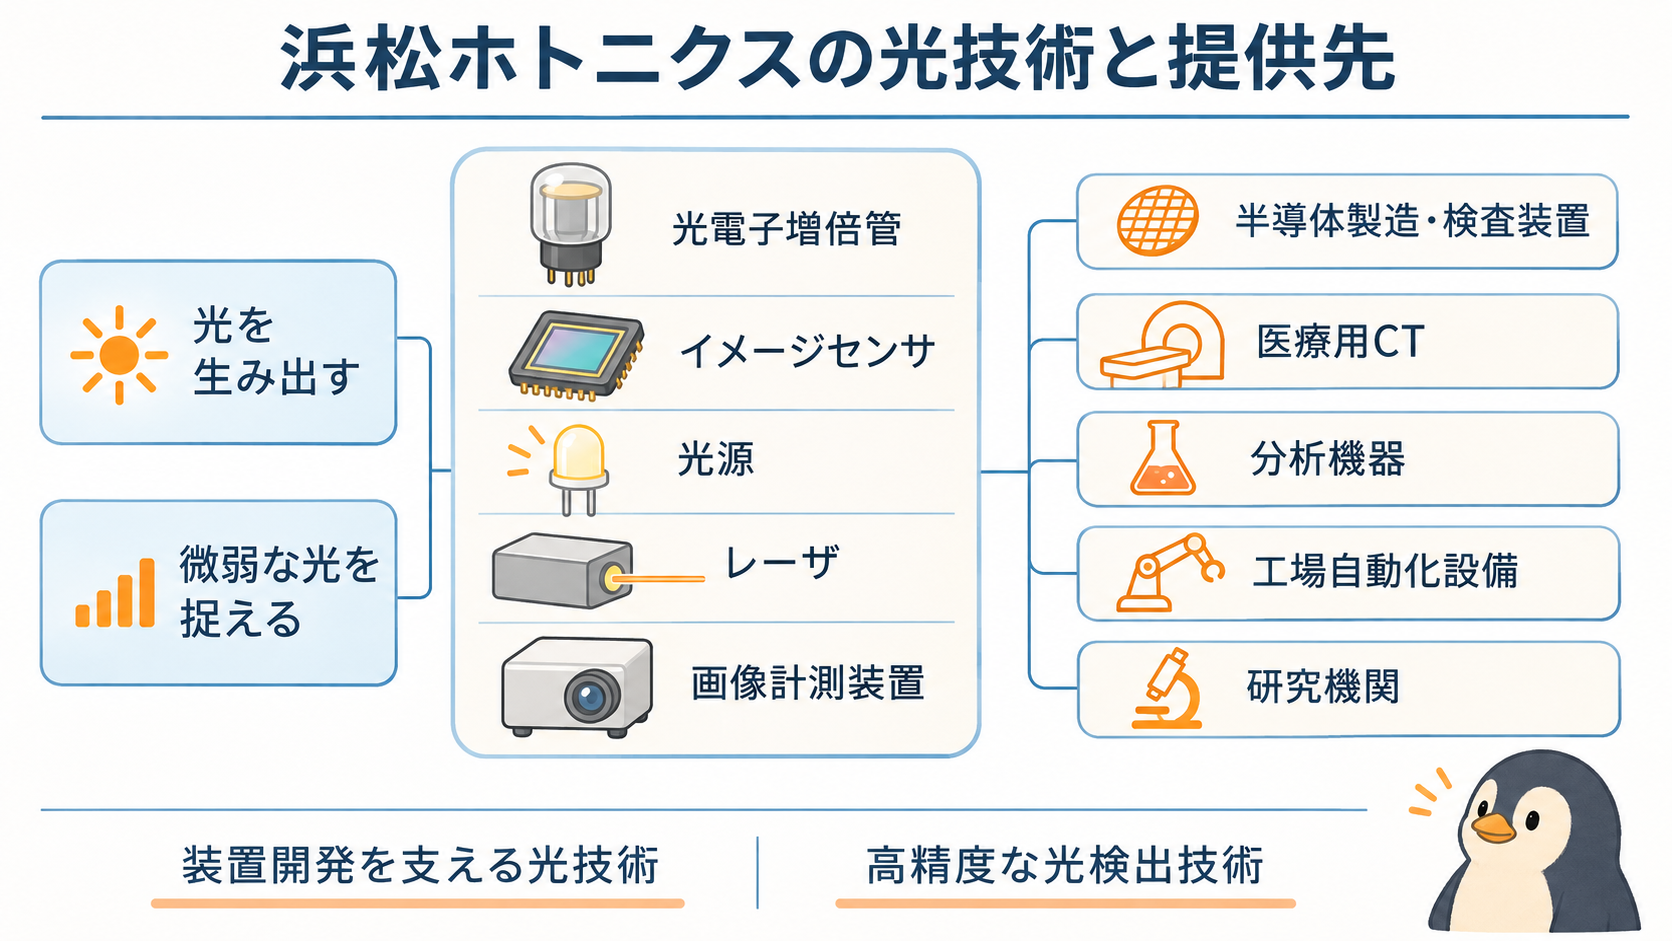 浜松ホトニクスの光技術と提供先
光を
生み出す
微弱な光を
捉える
光電子増倍管
イメージセンサ
光源
レーザ
画像計測装置
半導体製造・検査装置
医療用CT
分析機器
工場自動化設備
研究機関
装置開発を支える光技術
高精度な光検出技術